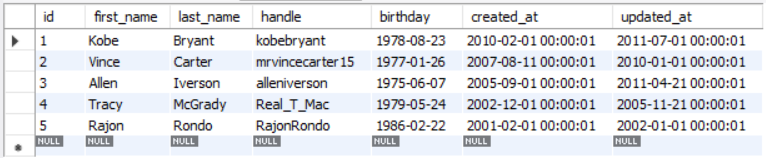 id first_name last_name handle birthday created_at updated_at
1 Kobe Bryant kobebryant 1978-08-23 2010-02-01 00:00:01 2011-07-01 00:00:01
2 Vince Carter mrvincecarter15 1977-01-26 2007-08-11 00:00:01 2010-01-01 00:00:01
3 Allen Iverson alleniverson 1975-06-07 2005-09-01 00:00:01 2011-04-21 00:00:01
4 Tracy McGrady Real_T_Mac 1979-05-24 2002-12-01 00:00:01 2005-11-21 00:00:01
5 Rajon Rondo RajonRondo 1986-02-22 2001-02-01 00:00:01 2002-01-01 00:00:01
NULL NULL NULL NULL NULL NULL NULL